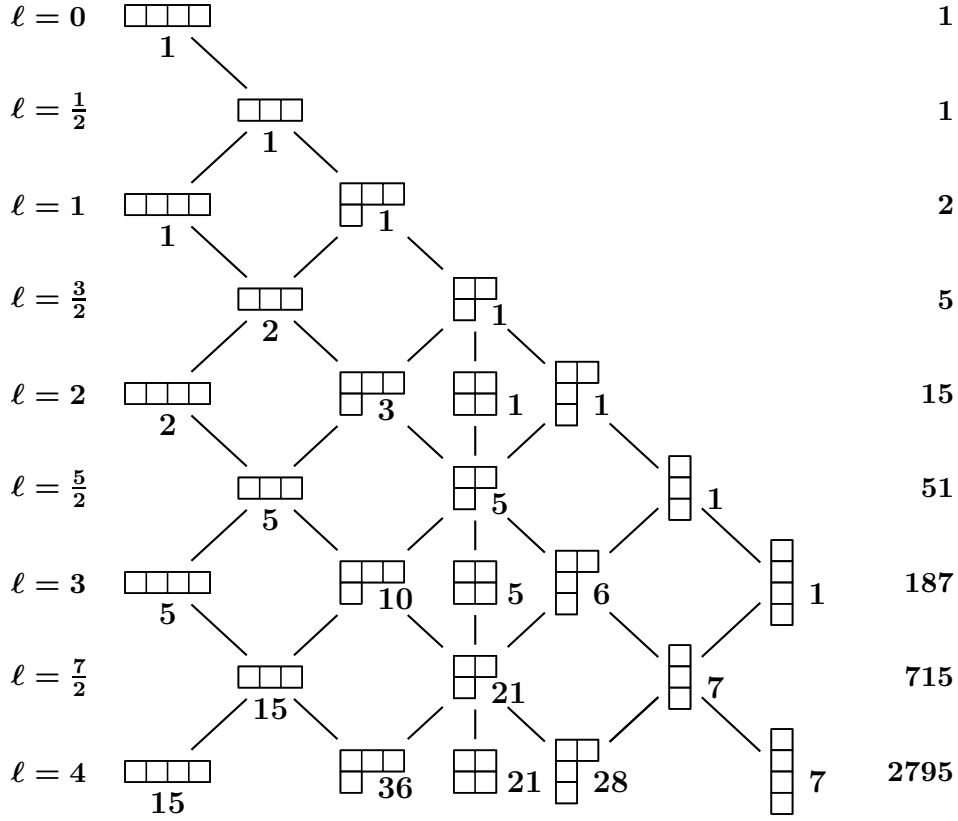 ℓ = 0 1
1
ℓ = 1/2 1
1
ℓ = 1 2
1 1
ℓ = 3/2 5
2 1
ℓ = 2 15
2 3 1 1
ℓ = 5/2 51
5 5 1
ℓ = 3 187
5 10 5 6 1
ℓ = 7/2 715
15 21 7
ℓ = 4 2795
15 36 21 28 7